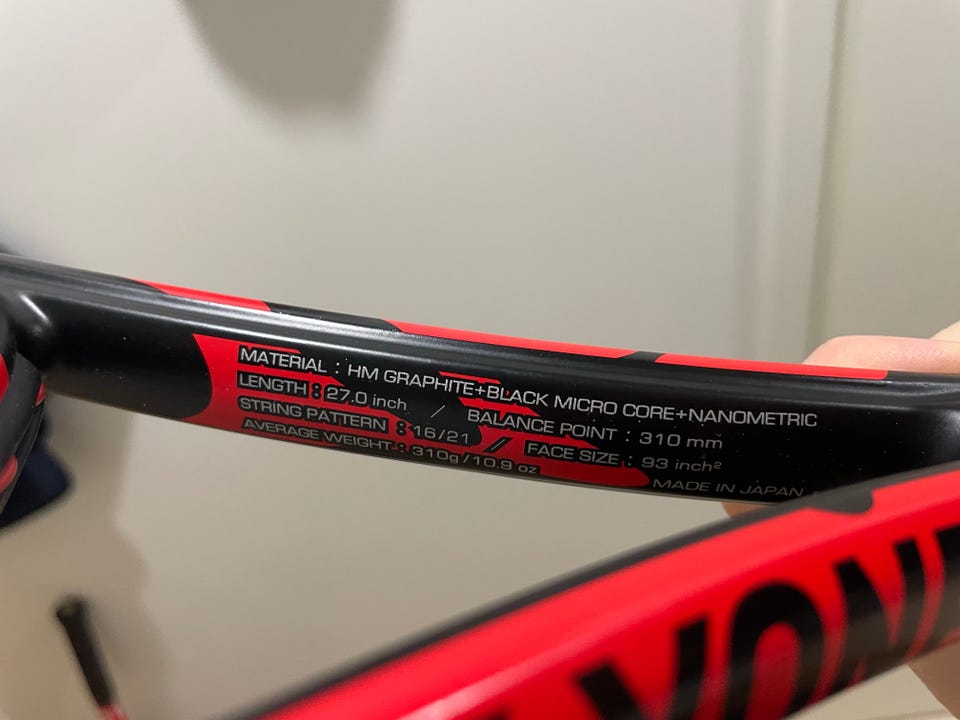 MATERIAL : HM GRAPHITE+BLACK MICRO CORE+NANOMETRIC
LENGTH : 27.0 inch / BALANCE POINT : 310 mm
STRING PATTERN : 16/21 / FACE SIZE : 93 inch²
AVERAGE WEIGHT : 310g/10.9 oz
MADE IN JAPAN
YONE